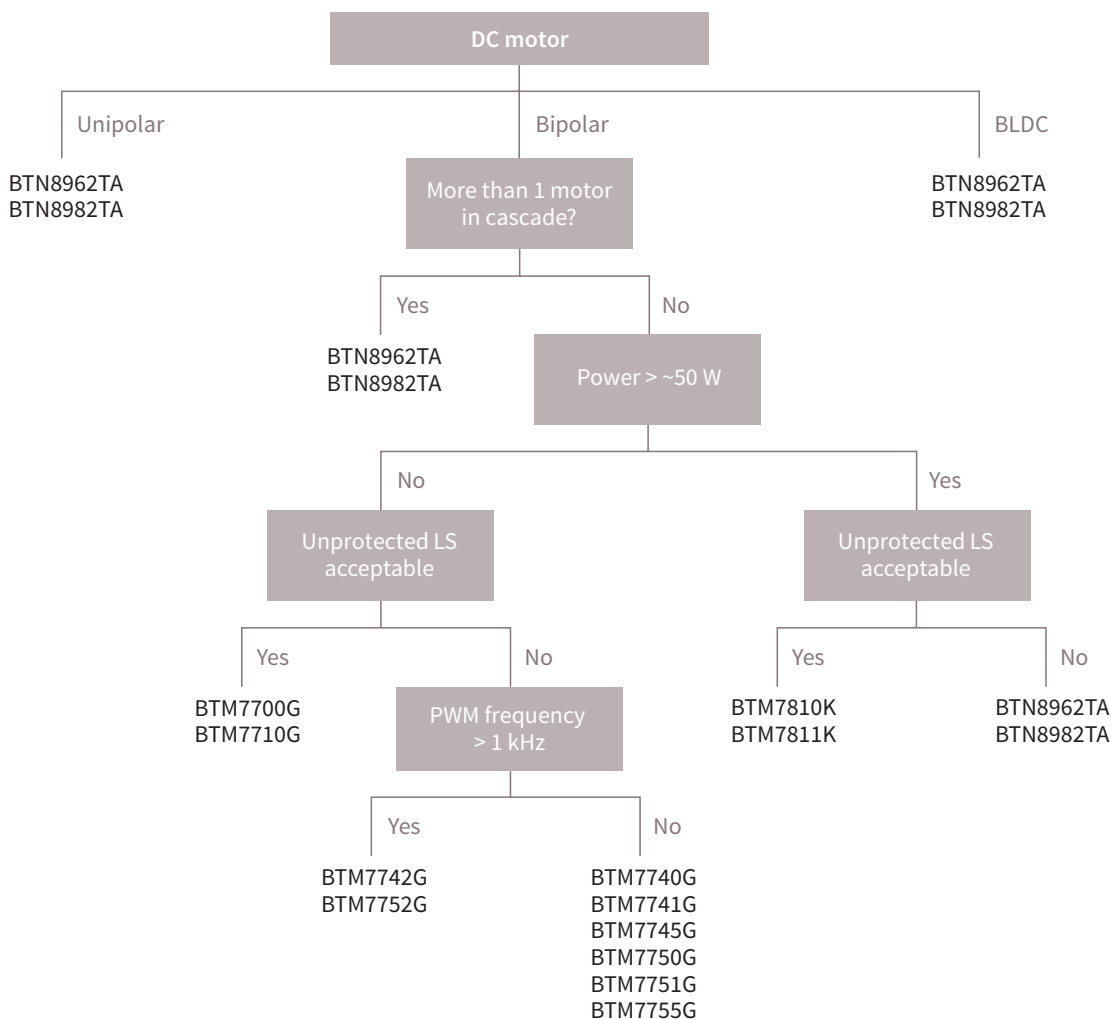 DC motor
Unipolar
Bipolar
BLDC
BTN8962TA
BTN8982TA
More than 1 motor
in cascade?
BTN8962TA
BTN8982TA
Yes
No
BTN8962TA
BTN8982TA
Power > ~50 W
No
Yes
Unprotected LS
acceptable
Unprotected LS
acceptable
Yes
No
Yes
No
BTM7700G
BTM7710G
PWM frequency
> 1 kHz
BTM7810K
BTM7811K
BTN8962TA
BTN8982TA
Yes
No
BTM7742G
BTM7752G
BTM7740G
BTM7741G
BTM7745G
BTM7750G
BTM7751G
BTM7755G